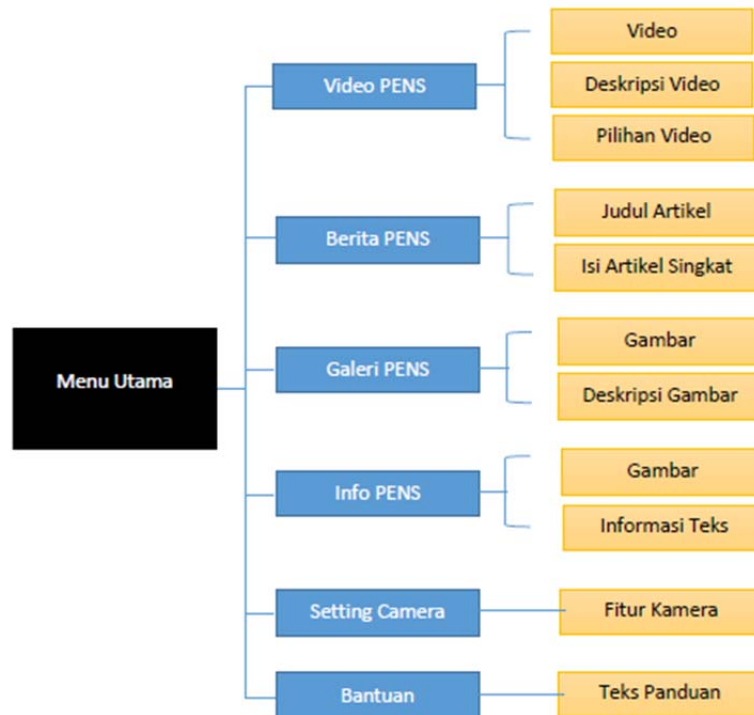 Menu Utama
Video PENS
Video
Deskripsi Video
Pilihan Video
Berita PENS
Judul Artikel
Isi Artikel Singkat
Galeri PENS
Gambar
Deskripsi Gambar
Info PENS
Gambar
Informasi Teks
Setting Camera
Fitur Kamera
Bantuan
Teks Panduan